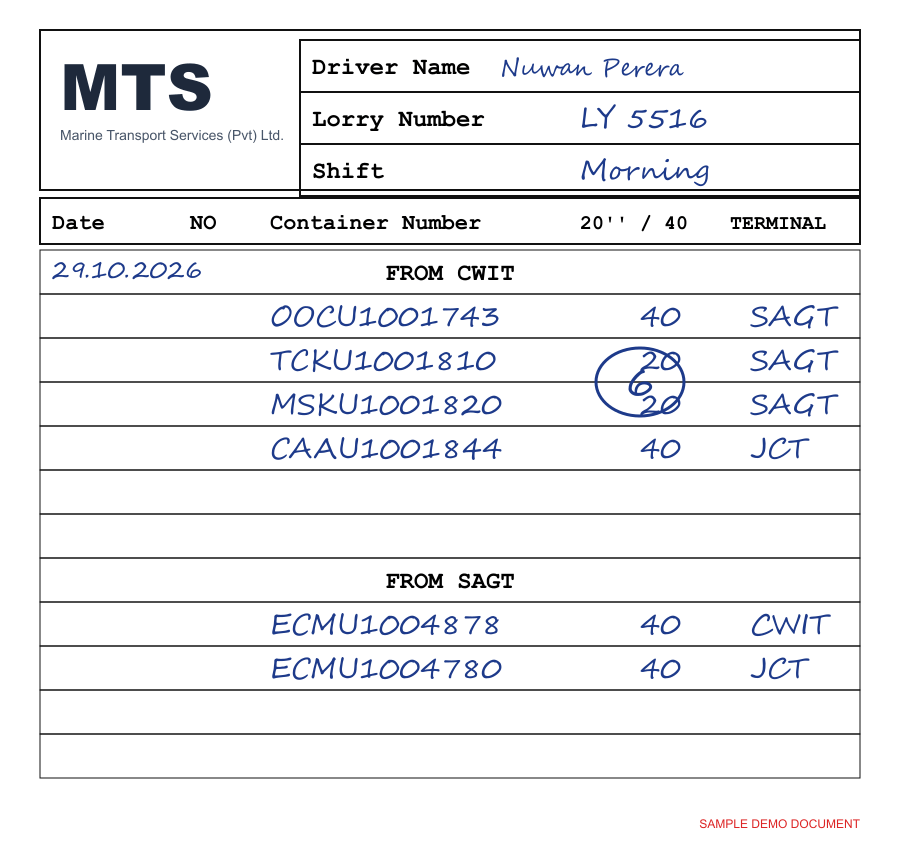 MTS
Marine Transport Services (Pvt) Ltd.
Driver Name Nuwan Perera
Lorry Number LY 5516
Shift Morning
Date NO Container Number 20'' / 40 TERMINAL
29.10.2026 FROM CWIT
OOCU1001743 40 SAGT
TCKU1001810 20 SAGT
6
MSKU1001820 20 SAGT
CAAU1001844 40 JCT
FROM SAGT
ECMU1004878 40 CWIT
ECMU1004780 40 JCT
SAMPLE DEMO DOCUMENT